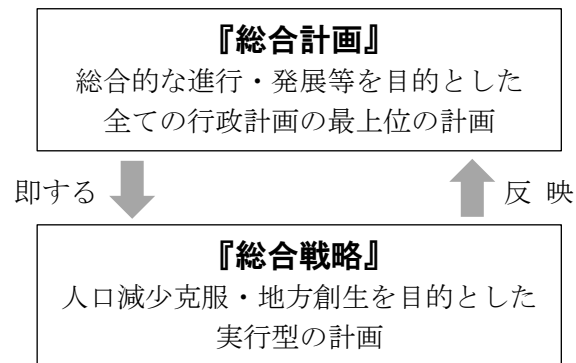 『総合計画』
総合的な進行・発展等を目的とした
全ての行政計画の最上位の計画
即する
反 映
『総合戦略』
人口減少克服・地方創生を目的とした
実行型の計画